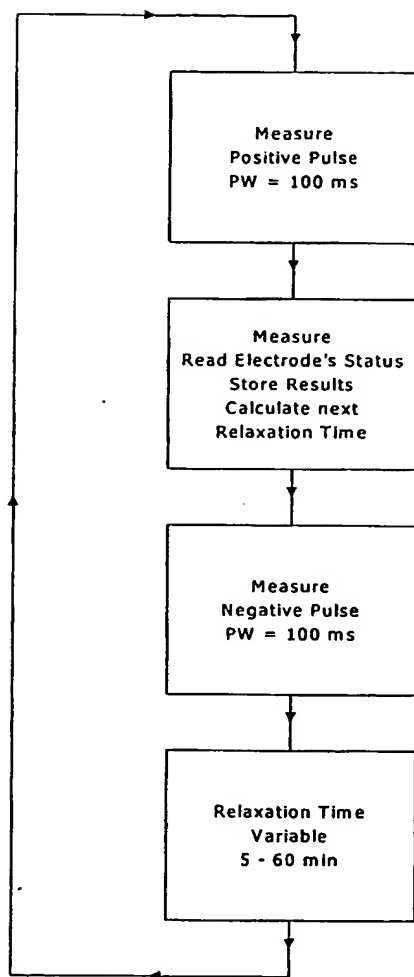 Measure
Positive Pulse
PW = 100 ms
Measure
Read Electrode's Status
Store Results
Calculate next
Relaxation Time
Measure
Negative Pulse
PW = 100 ms
Relaxation Time
Variable
5 - 60 min